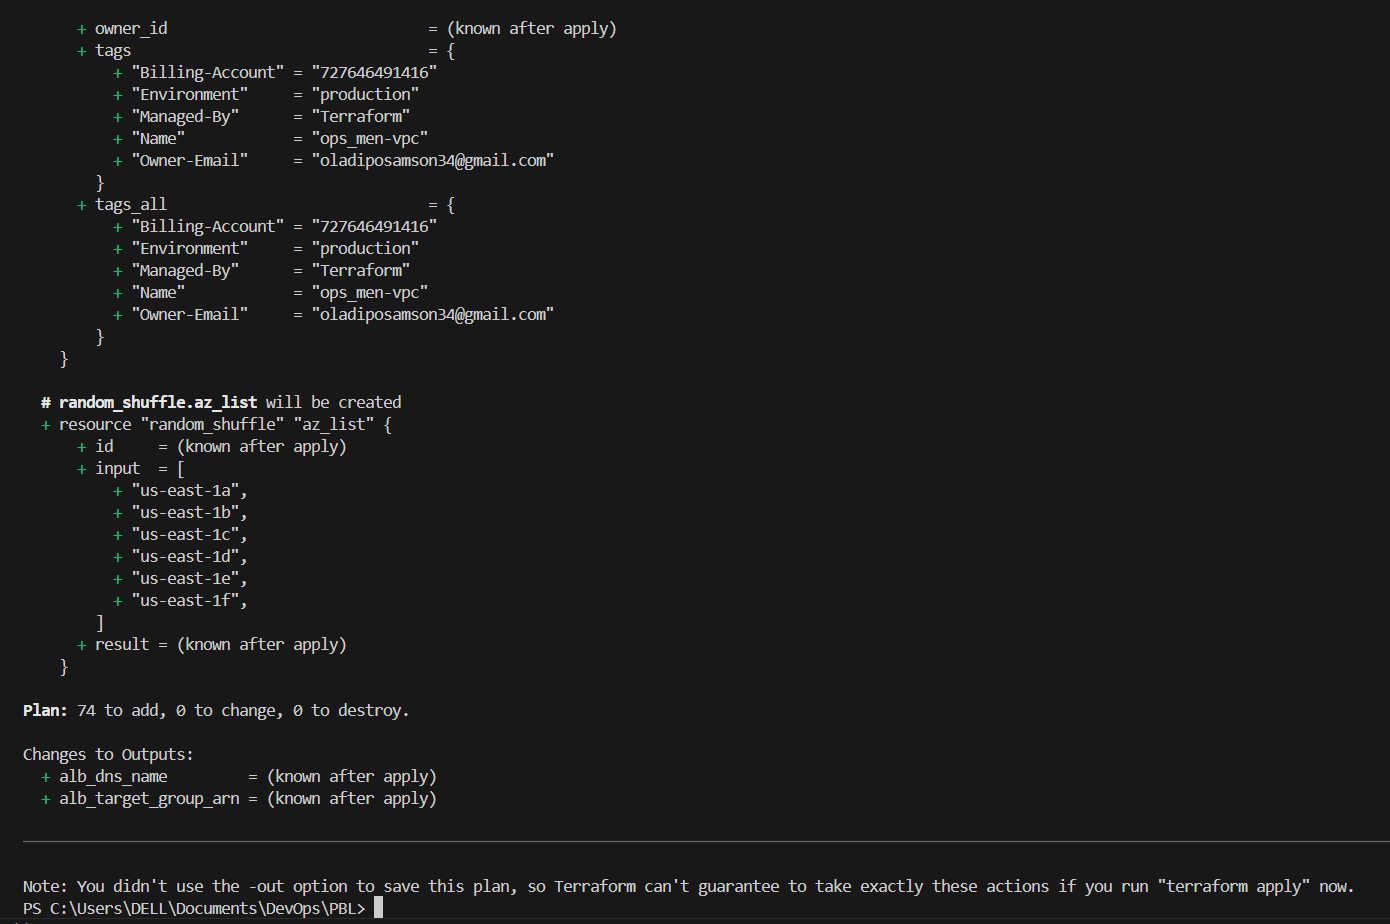 + owner_id = (known after apply)
+ tags = {
+ "Billing-Account" = "727646491416"
+ "Environment" = "production"
+ "Managed-By" = "Terraform"
+ "Name" = "ops_men-vpc"
+ "Owner-Email" = "oladiposamson34@gmail.com"
}
+ tags_all = {
+ "Billing-Account" = "727646491416"
+ "Environment" = "production"
+ "Managed-By" = "Terraform"
+ "Name" = "ops_men-vpc"
+ "Owner-Email" = "oladiposamson34@gmail.com"
}
}
# random_shuffle.az_list will be created
+ resource "random_shuffle" "az_list" {
+ id = (known after apply)
+ input = [
+ "us-east-1a",
+ "us-east-1b",
+ "us-east-1c",
+ "us-east-1d",
+ "us-east-1e",
+ "us-east-1f",
]
+ result = (known after apply)
}
Plan: 74 to add, 0 to change, 0 to destroy.
Changes to Outputs:
+ alb_dns_name = (known after apply)
+ alb_target_group_arn = (known after apply)
Note: You didn't use the -out option to save this plan, so Terraform can't guarantee to take exactly these actions if you run "terraform apply" now.
PS C:\Users\DELL\Documents\DevOps\PBL>